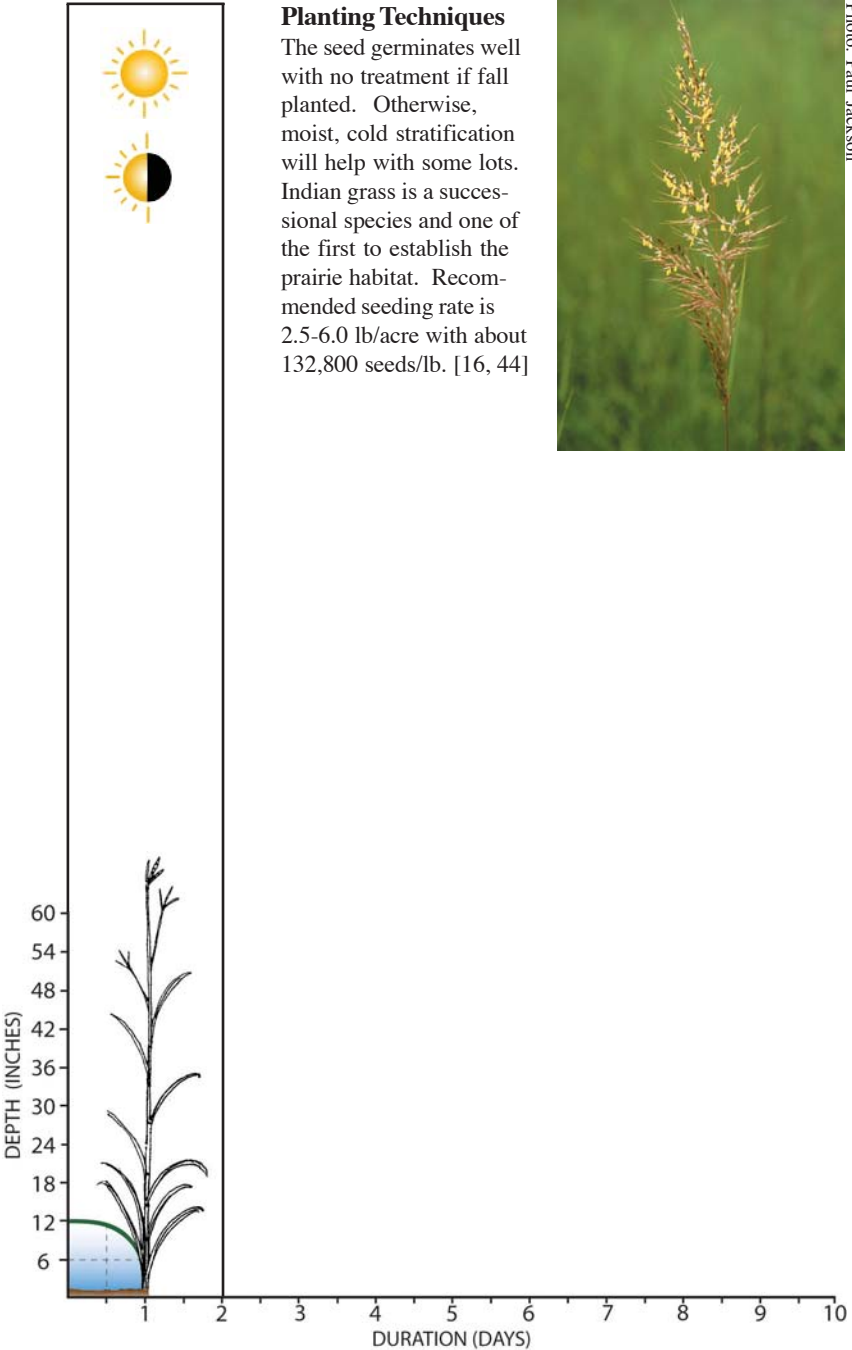 Planting Techniques
The seed germinates well
with no treatment if fall
planted. Otherwise,
moist, cold stratification
will help with some lots.
Indian grass is a succes-
sional species and one of
the first to establish the
prairie habitat. Recom-
mended seeding rate is
2.5-6.0 lb/acre with about
132,800 seeds/lb. [16, 44]
Photo: Paul Jackson
DEPTH (INCHES)
60
54
48
42
36
30
24
18
12
6
1 2 3 4 5 6 7 8 9 10
DURATION (DAYS)